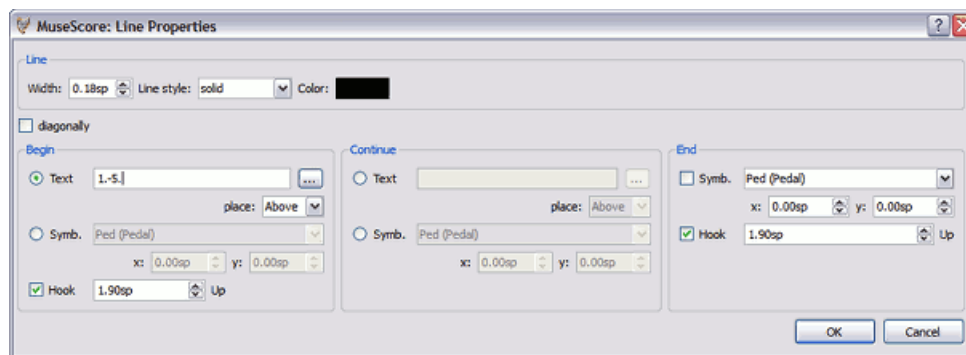 MuseScore: Line Properties
Line
Width: 0.18sp Line style: solid Color:
diagonally
Begin
Text 1.-5. ...
place: Above
Symb. Ped (Pedal)
x: 0.00sp y: 0.00sp
Hook 1.90sp Up
Continue
Text ...
place: Above
Symb. Ped (Pedal)
x: 0.00sp y: 0.00sp
End
Symb. Ped (Pedal)
x: 0.00sp y: 0.00sp
Hook 1.90sp Up
OK Cancel